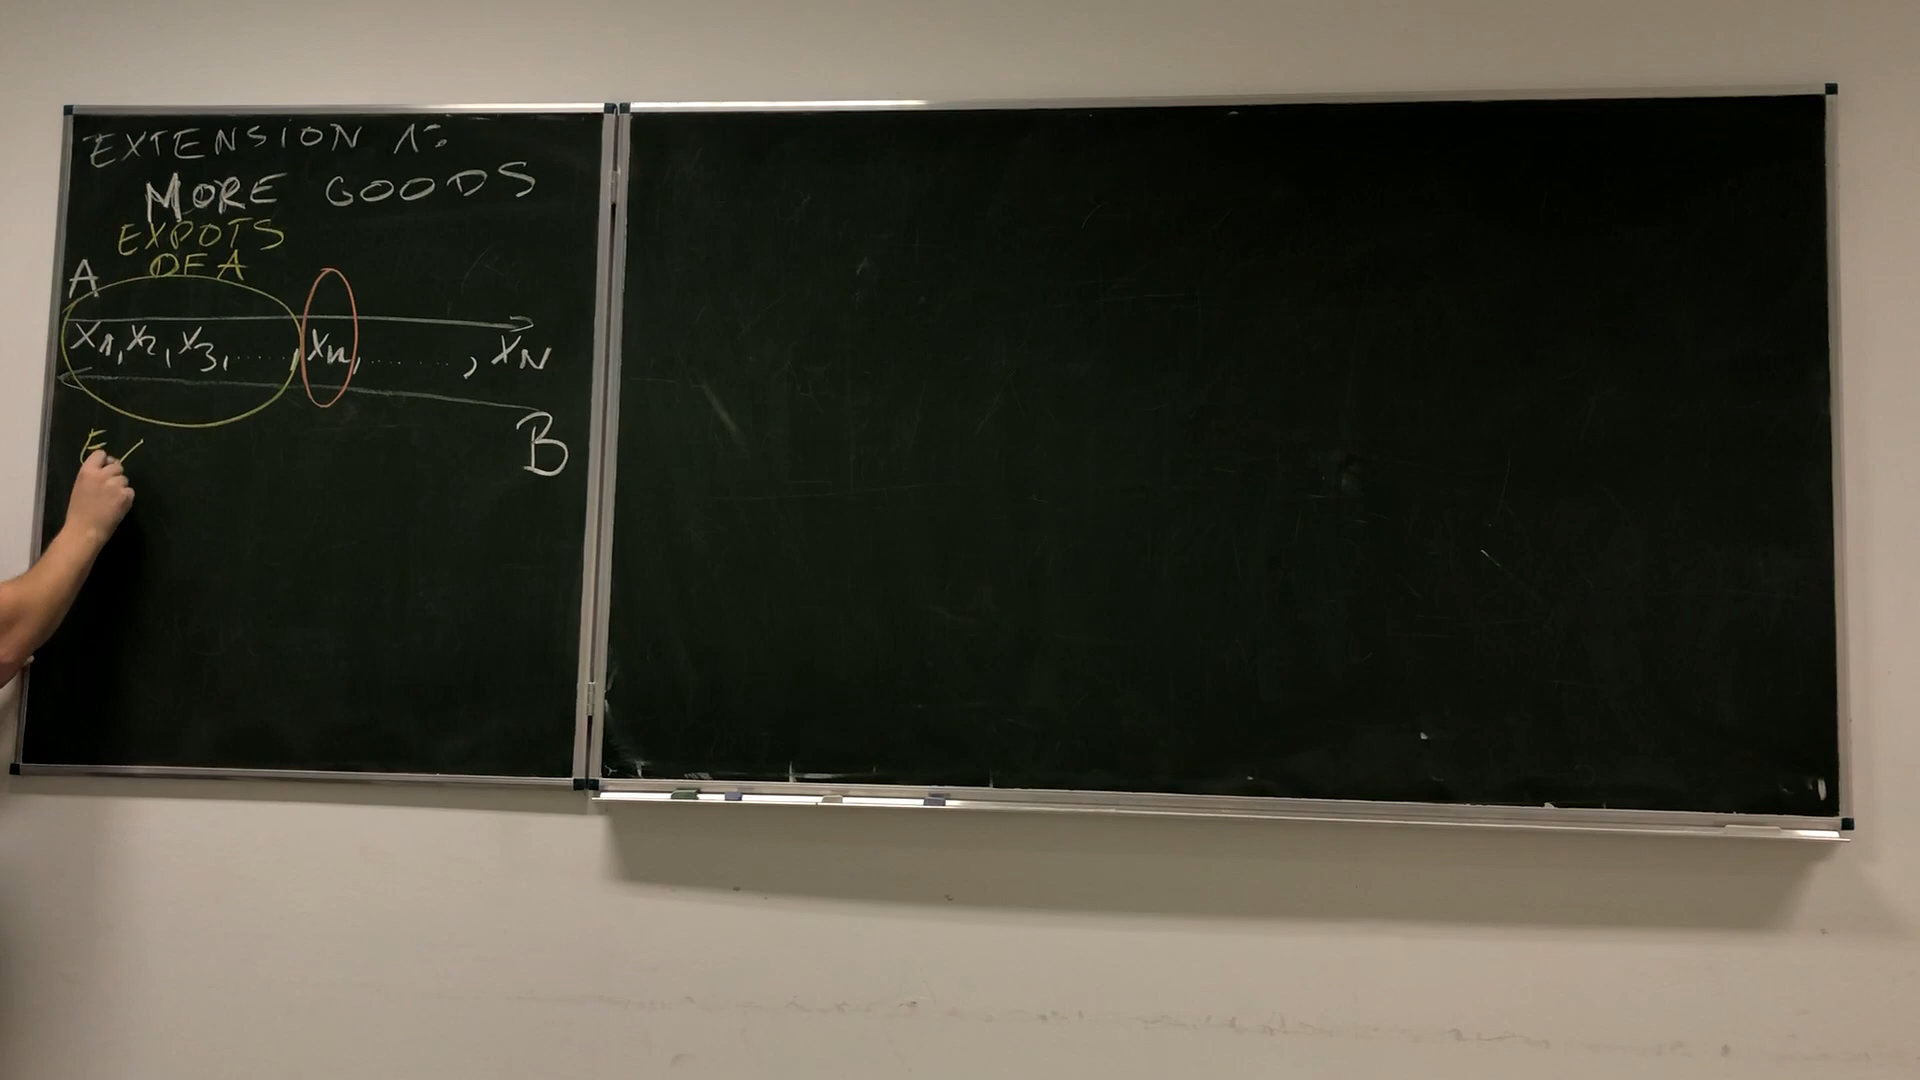 EXTENSION 1:
MORE GOODS
EXPOTS
OF A
A
X1, X2, X3, ......, Xn, ........., XN
B
E